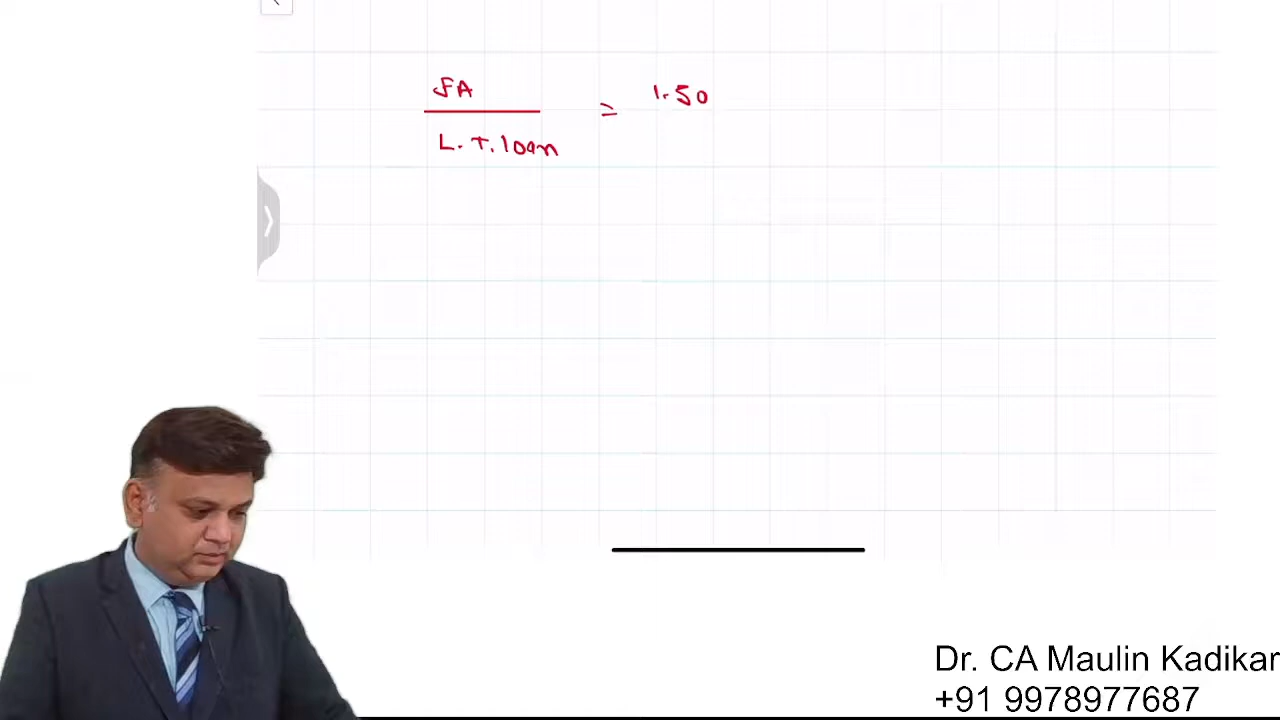 FA
= 1.50
L.T. loan
Dr. CA Maulin Kadikar
+91 9978977687